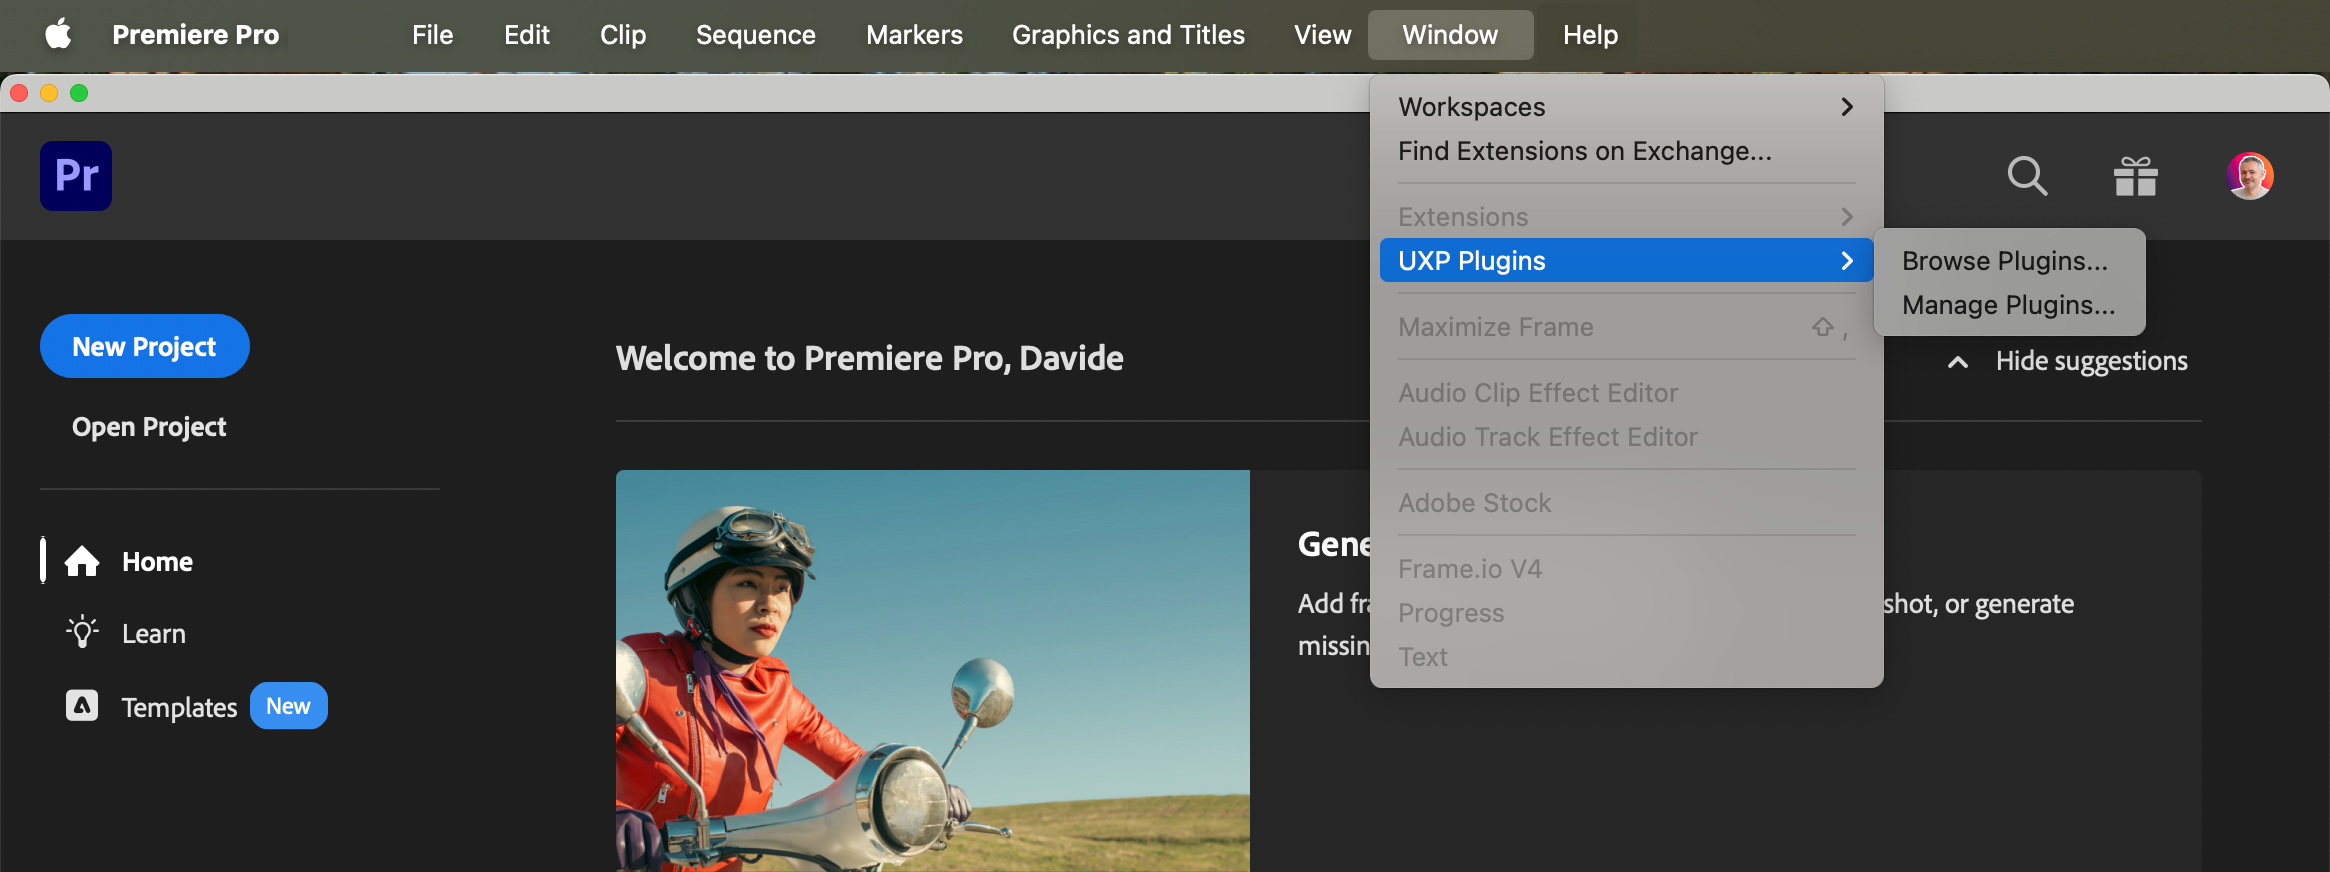 Premiere Pro File Edit Clip Sequence Markers Graphics and Titles View Window Help
Pr
New Project
Open Project
Home
Learn
Templates New
Welcome to Premiere Pro, Davide
Hide suggestions
Gene
Add fra
shot, or generate
missin
Workspaces
Find Extensions on Exchange...
Extensions
UXP Plugins
Maximize Frame ⇧ ,
Audio Clip Effect Editor
Audio Track Effect Editor
Adobe Stock
Frame.io V4
Progress
Text
Browse Plugins...
Manage Plugins...